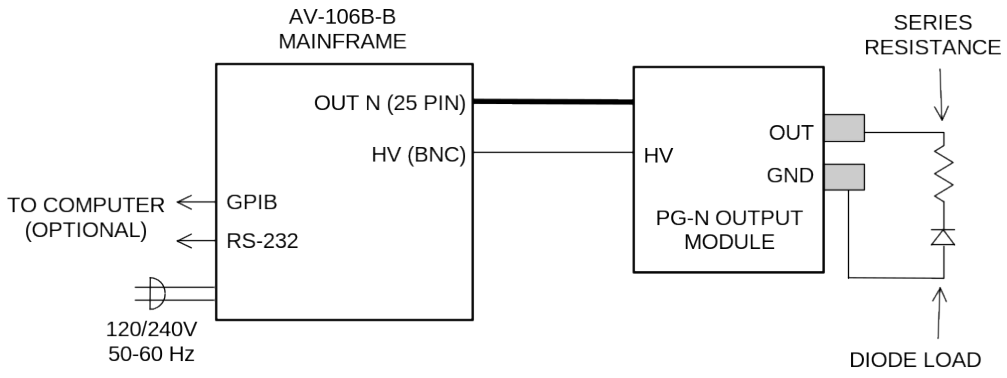 AV-106B-B
MAINFRAME
OUT N (25 PIN)
HV (BNC)
GPIB
RS-232
TO COMPUTER
(OPTIONAL)
120/240V
50-60 Hz
HV
OUT
GND
PG-N OUTPUT
MODULE
SERIES
RESISTANCE
DIODE LOAD